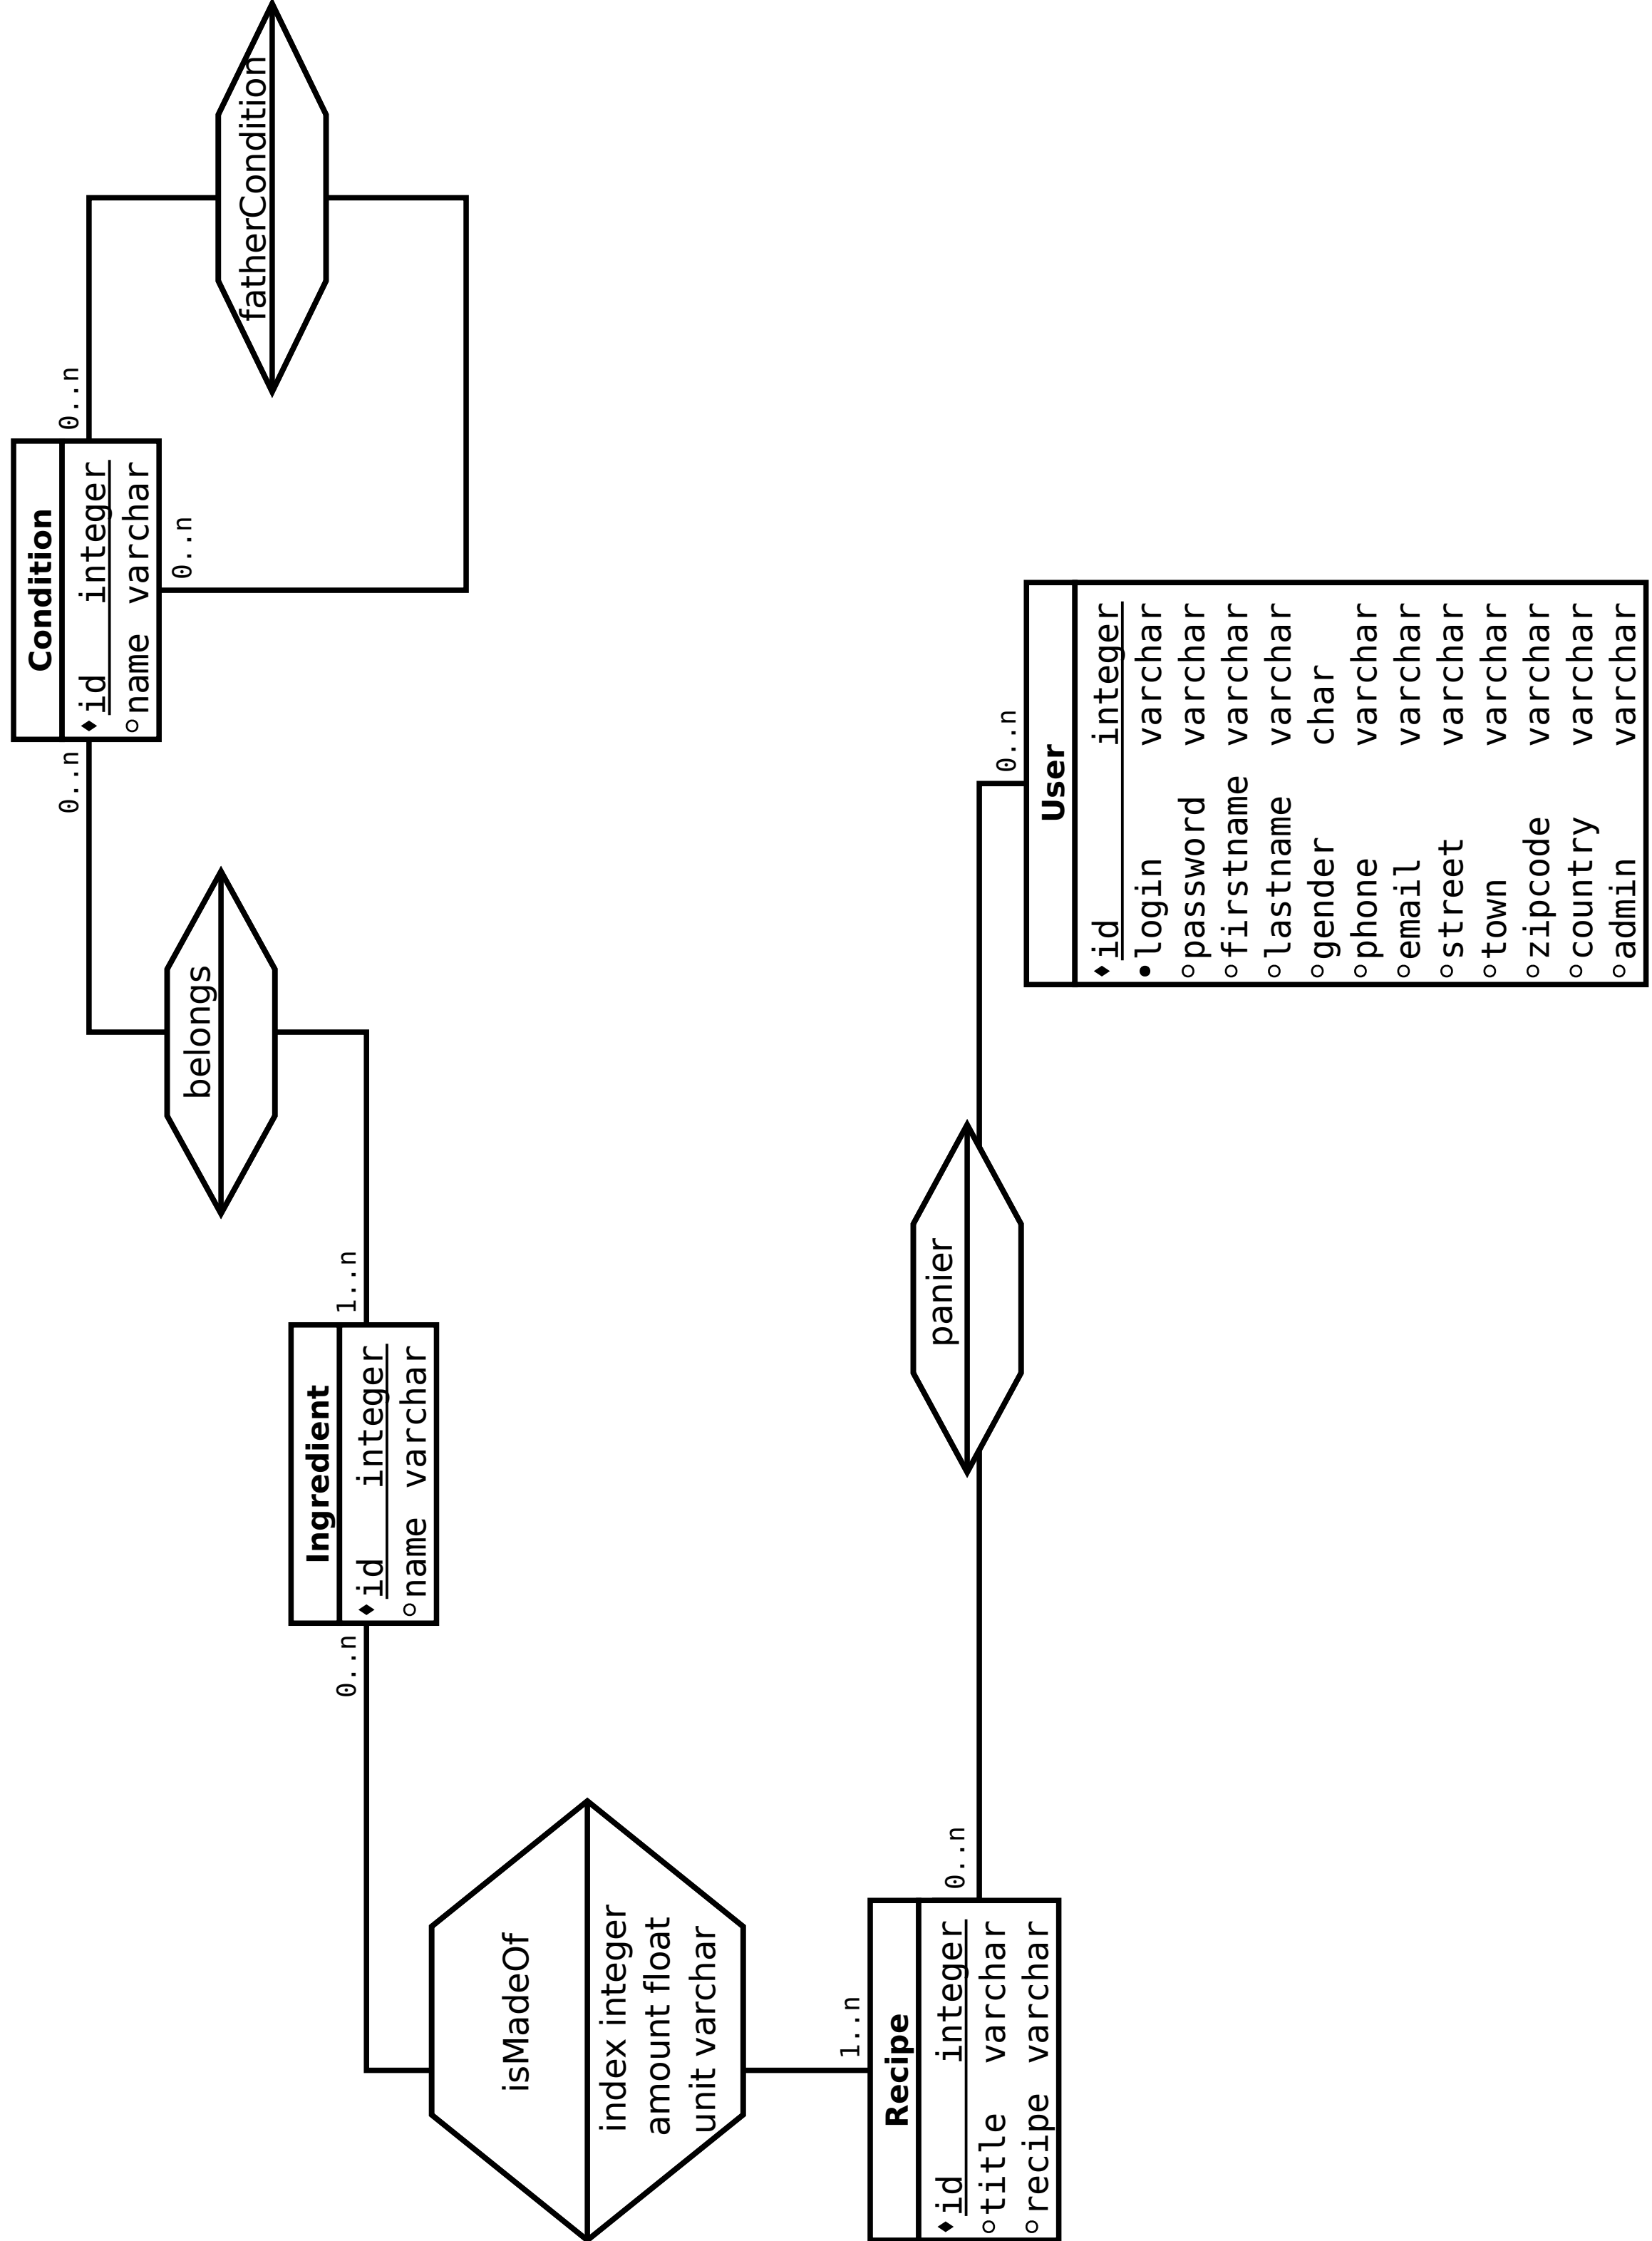 fatherCondition
0..n
Condition
id integer
name varchar
0..n
0..n
belongs
1..n
Ingredient
id integer
name varchar
0..n
isMadeOf
index integer
amount float
unit varchar
1..n
Recipe
id integer
title varchar
recipe varchar
0..n
panier
0..n
User
id integer
login varchar
password varchar
firstname varchar
lastname varchar
gender char
phone varchar
email varchar
street varchar
town varchar
zipcode varchar
country varchar
admin varchar